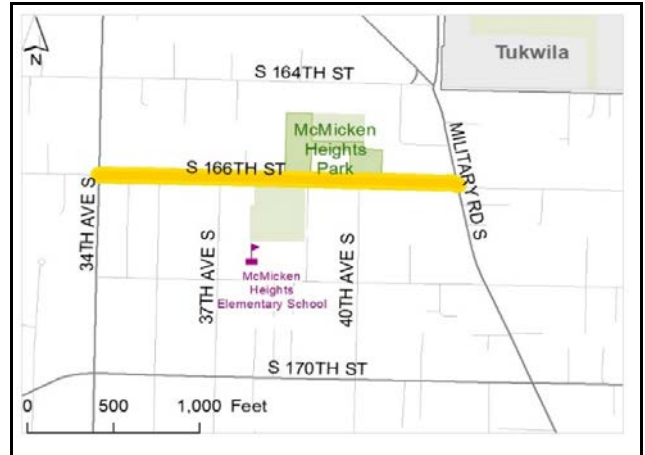 N
Tukwila
S 164TH ST
McMicken
Heights
Park
S 166TH ST
MILITARY RD S
34TH AVE S
37TH AVE S
40TH AVE S
McMicken
Heights
Elementary School
S 170TH ST
0 500 1,000 Feet